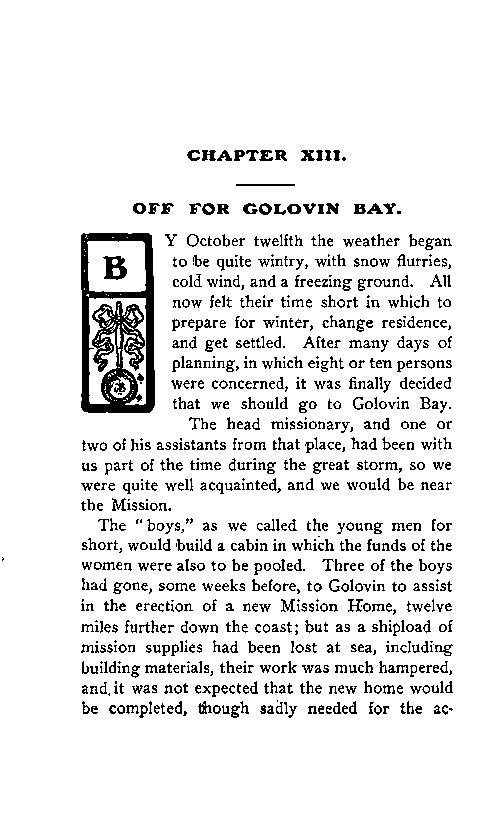 CHAPTER XIII.
OFF FOR GOLOVIN BAY.
BY October twelfth the weather began
to be quite wintry, with snow flurries,
cold wind, and a freezing ground. All
now felt their time short in which to
prepare for winter, change residence,
and get settled. After many days of
planning, in which eight or ten persons
were concerned, it was finally decided
that we should go to Golovin Bay.
The head missionary, and one or
two of his assistants from that place, had been with
us part of the time during the great storm, so we
were quite well acquainted, and we would be near
the Mission.
The "boys," as we called the young men for
short, would build a cabin in which the funds of the
women were also to be pooled. Three of the boys
had gone, some weeks before, to Golovin to assist
in the erection of a new Mission Home, twelve
miles further down the coast; but as a shipload of
mission supplies had been lost at sea, including
building materials, their work was much hampered,
and it was not expected that the new home would
be completed, though sadly needed for the ac-